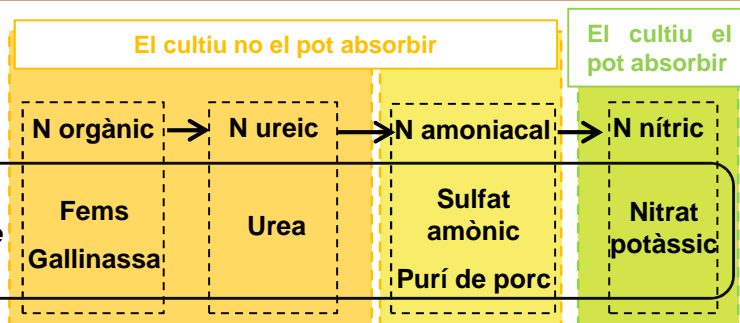 El cultiu no el pot absorbir
El cultiu el
pot absorbir
N orgànic
N ureic
N amoniacal
N nítric
Fems
Gallinassa
Urea
Sulfat
amònic
Purí de porc
Nitrat
potàssic